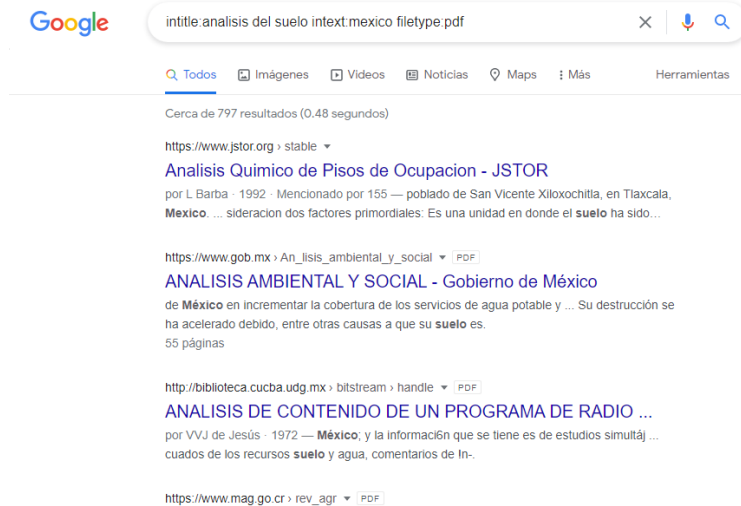 Google
intitle:analisis del suelo intext:mexico filetype:pdf
Todos Imágenes Videos Noticias Maps Más Herramientas
Cerca de 797 resultados (0.48 segundos)
https://www.jstor.org › stable
Analisis Quimico de Pisos de Ocupacion - JSTOR
por L Barba · 1992 · Mencionado por 155 — poblado de San Vicente Xiloxochitla, en Tlaxcala,
Mexico. ... sideracion dos factores primordiales: Es una unidad en donde el suelo ha sido...
https://www.gob.mx › An_lisis_ambiental_y_social PDF
ANALISIS AMBIENTAL Y SOCIAL - Gobierno de México
de México en incrementar la cobertura de los servicios de agua potable y ... Su destrucción se
ha acelerado debido, entre otras causas a que su suelo es.
55 páginas
http://biblioteca.cucba.udg.mx › bitstream › handle PDF
ANALISIS DE CONTENIDO DE UN PROGRAMA DE RADIO ...
por VVJ de Jesús · 1972 — México; y la informaci6n que se tiene es de estudios simultáj ...
cuados de los recursos suelo y agua, comentarios de !n-.
https://www.mag.go.cr › rev_agr PDF